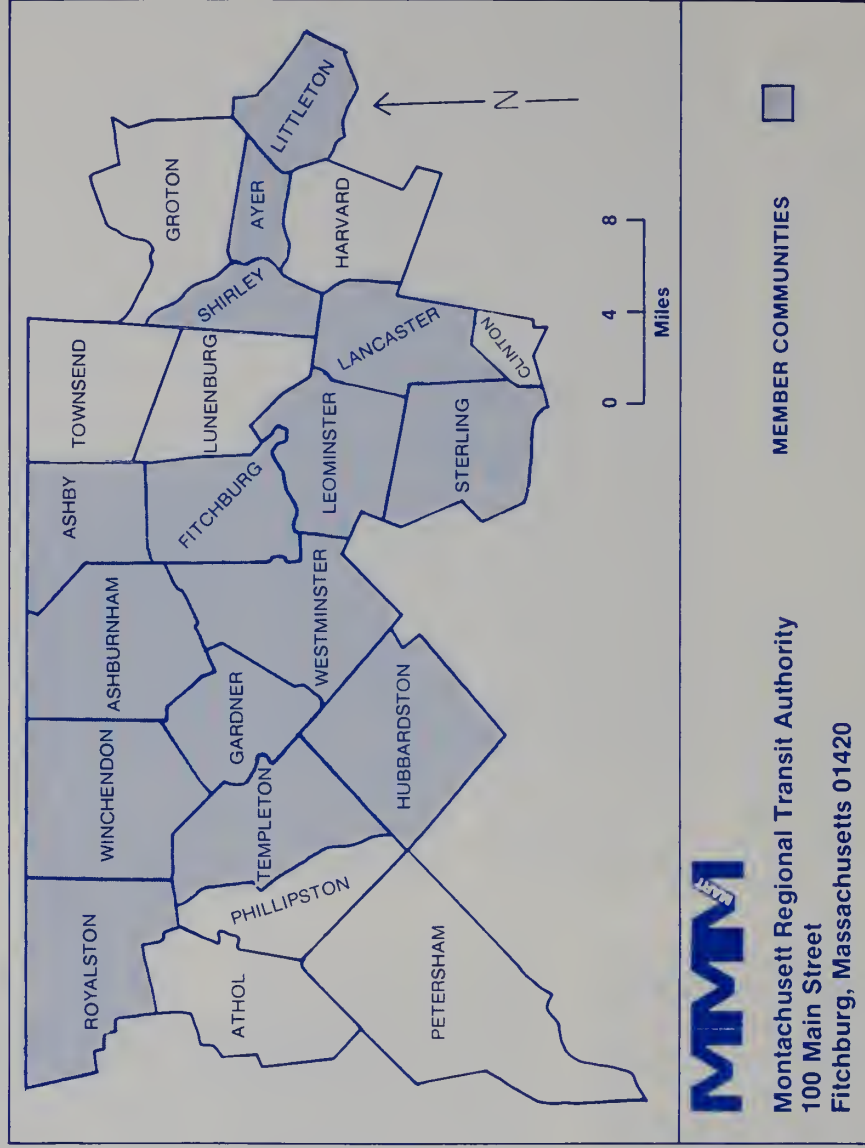 ROYALSTON
WINCHENDON
ASHBURNHAM
ASHBY
TOWNSEND
GROTON
ATHOL
PHILLIPSTON
TEMPLETON
GARDNER
WESTMINSTER
FITCHBURG
LUNENBURG
SHIRLEY
AYER
LITTLETON
PETERSHAM
HUBBARDSTON
LEOMINSTER
LANCASTER
HARVARD
STERLING
CLINTON
N
0 4 8
Miles
MMM
MART
Montachusett Regional Transit Authority
100 Main Street
Fitchburg, Massachusetts 01420
MEMBER COMMUNITIES